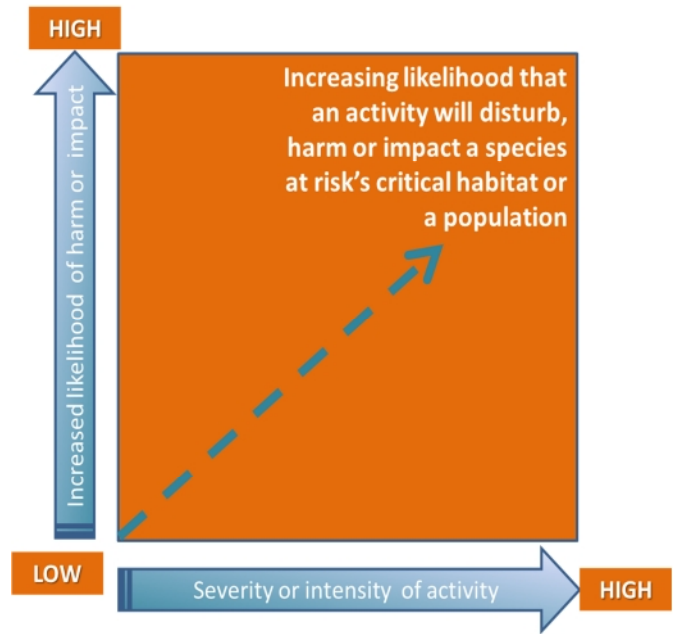 HIGH
Increasing likelihood that
an activity will disturb,
harm or impact a species
at risk's critical habitat or
a population
Increased likelihood of harm or impact
LOW
Severity or intensity of activity
HIGH